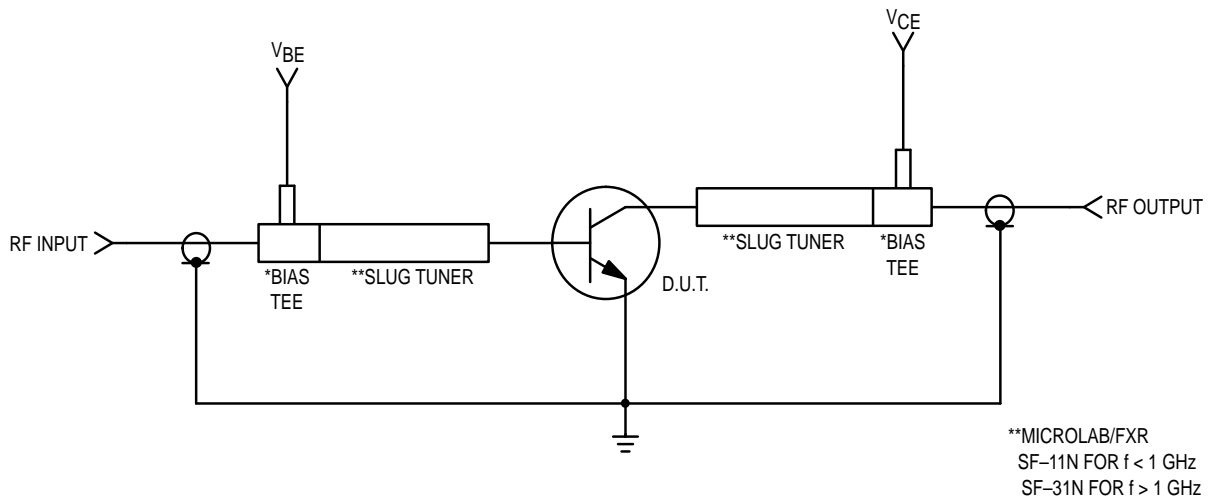 VCE
VBE
RF OUTPUT
RF INPUT
**SLUG TUNER
*BIAS
TEE
*BIAS
TEE
**SLUG TUNER
D.U.T.
**MICROLAB/FXR
SF–11N FOR f < 1 GHz
SF–31N FOR f > 1 GHz